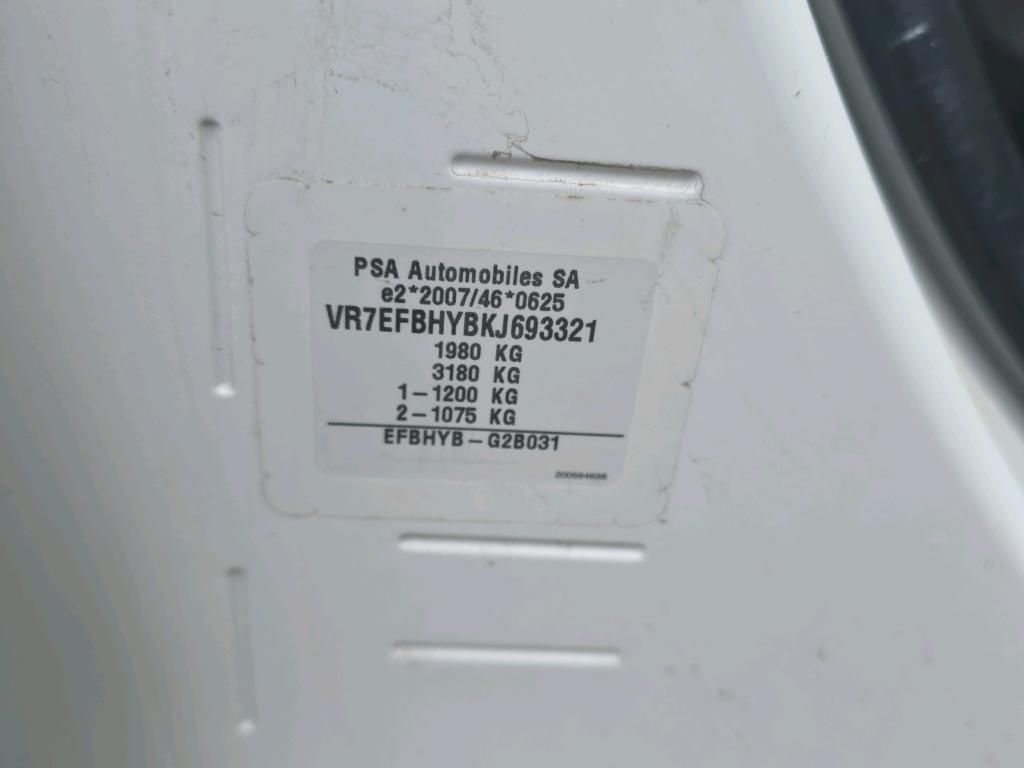 PSA Automobiles SA
e2*2007/46*0625
VR7EFBHYBKJ693321
1980 KG
3180 KG
1-1200 KG
2-1075 KG
EFBHYB-G2B031